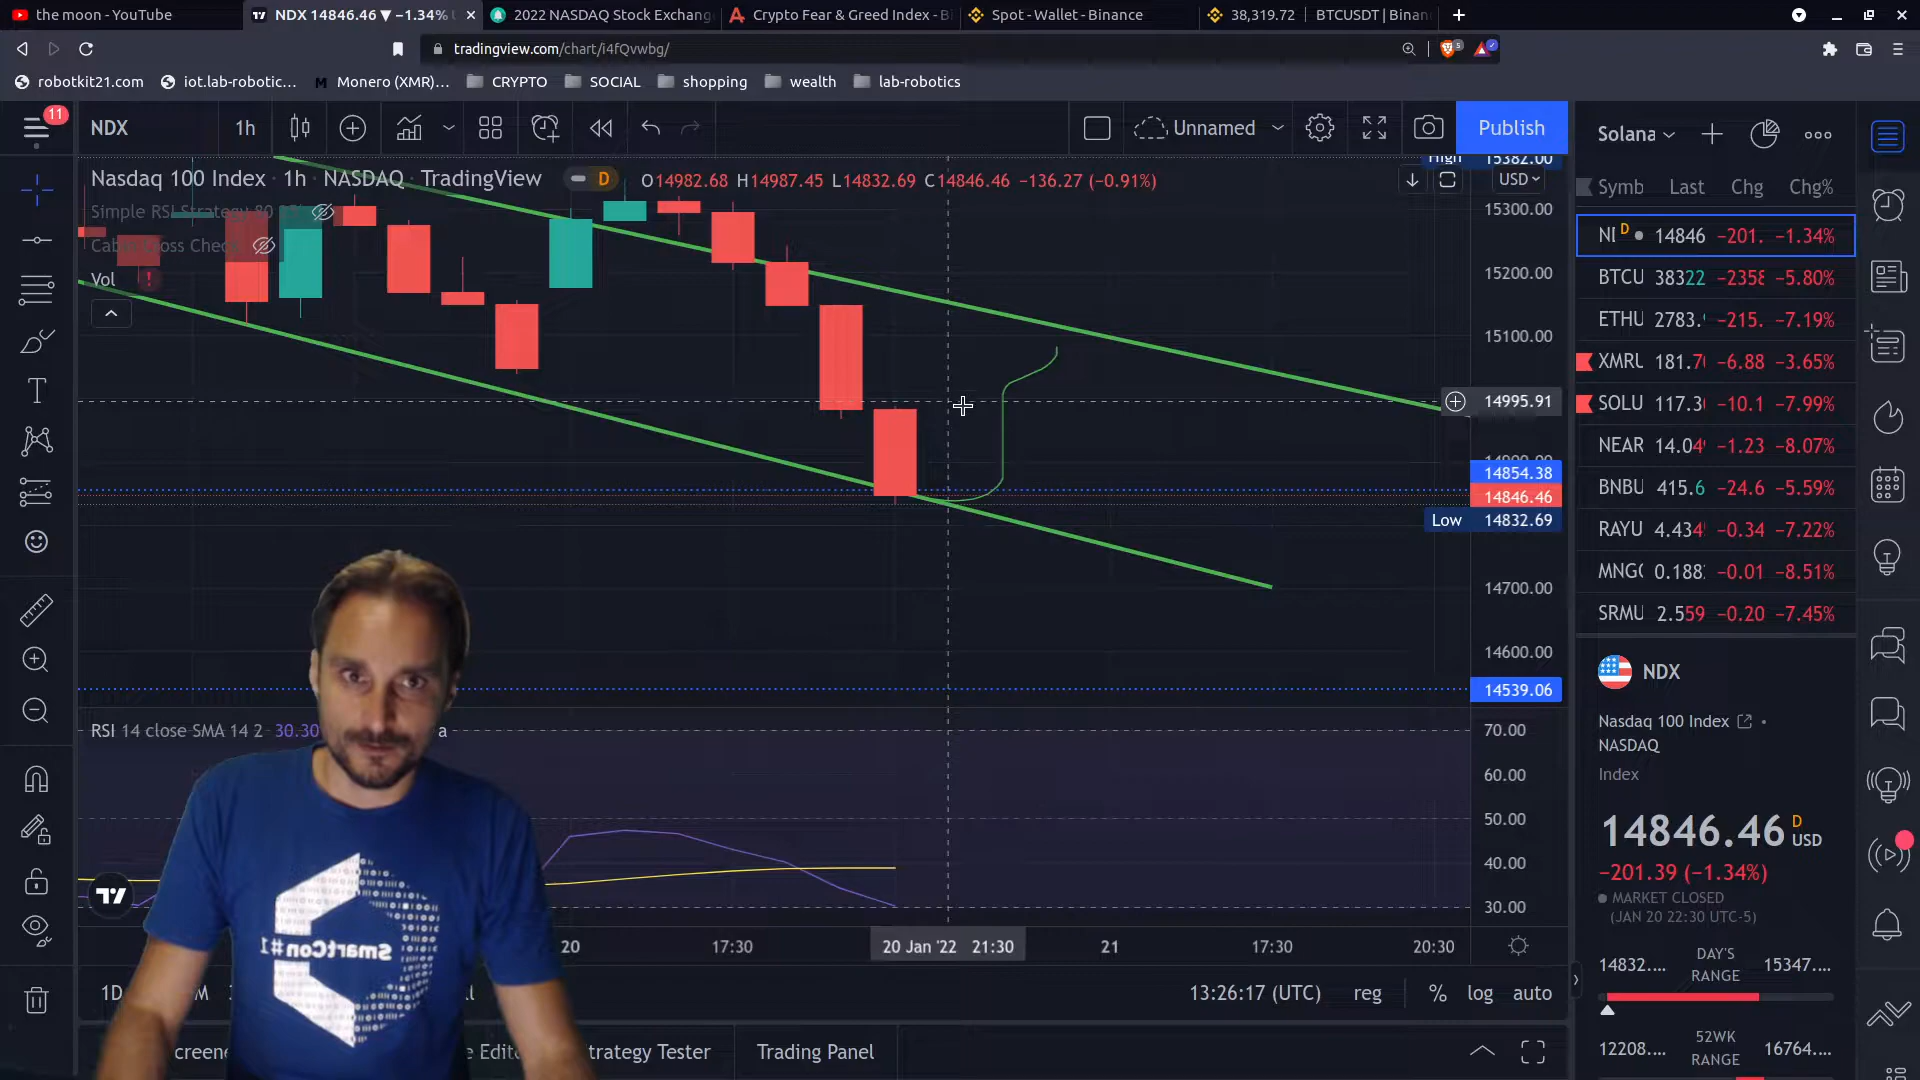 the moon - YouTube
NDX 14846.46 ▼ −1.34%
2022 NASDAQ Stock Exchang
Crypto Fear & Greed Index - B
Spot - Wallet - Binance
38,319.72 | BTCUSDT | Binan
tradingview.com/chart/i4fQvwbg/
robotkit21.com
iot.lab-robotic...
Monero (XMR)...
CRYPTO
SOCIAL
shopping
wealth
lab-robotics
11
NDX
1h
Unnamed
Publish
Nasdaq 100 Index · 1h · NASDAQ · TradingView
D
O14982.68 H14987.45 L14832.69 C14846.46 −136.27 (−0.91%)
USD
Simple RSI Strategy 80
Vol
High 15382.00
15300.00
15200.00
15100.00
14995.91
14854.38
14846.46
Low 14832.69
14700.00
14600.00
14539.06
RSI 14 close SMA 14 2 30.30
a
70.00
60.00
50.00
40.00
30.00
20
17:30
20 Jan '22 21:30
21
17:30
20:30
1D
M
13:26:17 (UTC)
reg
%
log
auto
creene
e Edito
trategy Tester
Trading Panel
Solana
Symb Last Chg Chg%
D 14846 −201. −1.34%
BTCU 38322 −2358 −5.80%
ETHU 2783. −215. −7.19%
XMRU 181.7 −6.88 −3.65%
SOLU 117.3 −10.1 −7.99%
NEAR 14.04 −1.23 −8.07%
BNBU 415.6 −24.6 −5.59%
RAYU 4.434 −0.34 −7.22%
MNGO 0.188 −0.01 −8.51%
SRMU 2.559 −0.20 −7.45%
NDX
Nasdaq 100 Index
NASDAQ
Index
14846.46 D USD
−201.39 (−1.34%)
MARKET CLOSED
(JAN 20 22:30 UTC-5)
14832.... DAY'S RANGE 15347....
12208.... 52WK RANGE 16764....
SmartCon #1